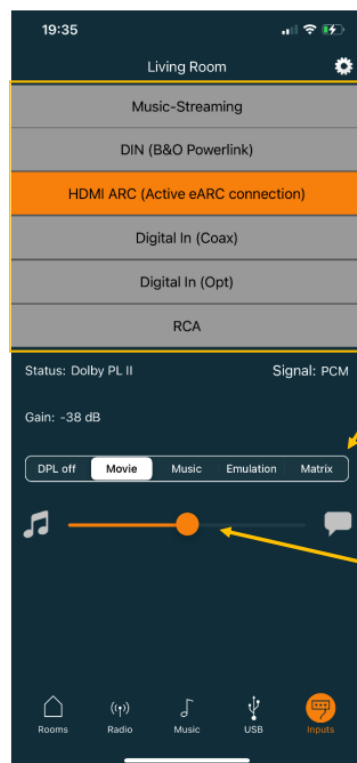 19:35
Living Room
Music-Streaming
DIN (B&O Powerlink)
HDMI ARC (Active eARC connection)
Digital In (Coax)
Digital In (Opt)
RCA
Status: Dolby PL II Signal: PCM
Gain: -38 dB
DPL off Movie Music Emulation Matrix
Rooms Radio Music USB Inputs